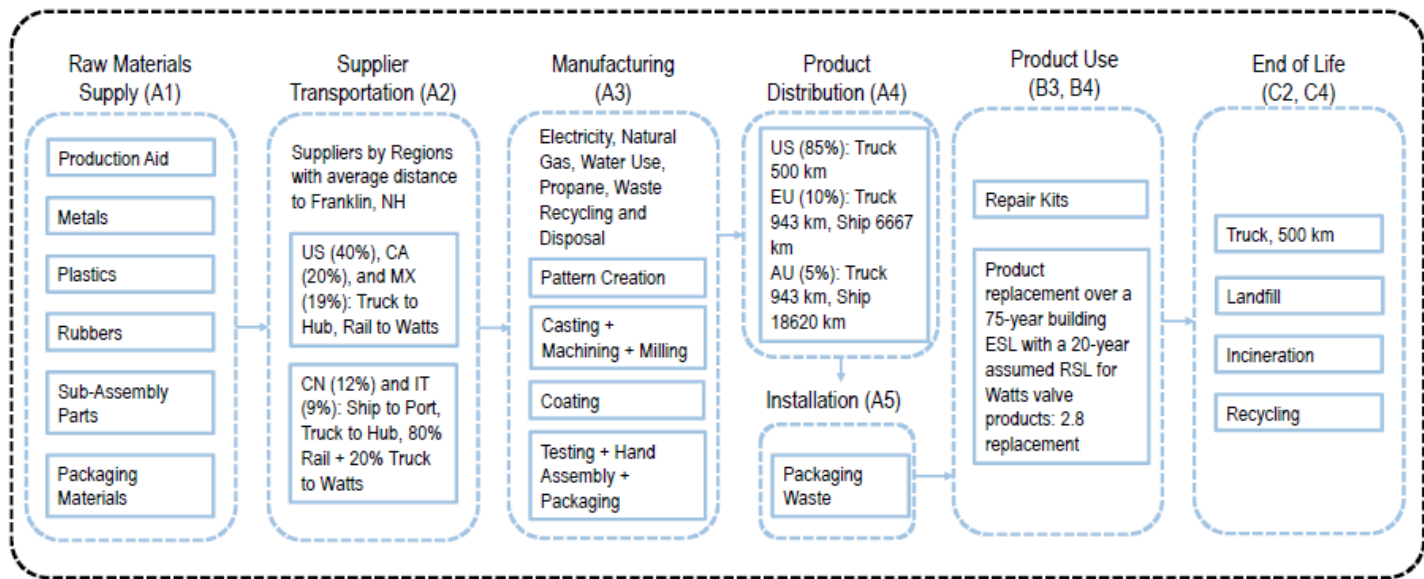 Raw Materials
Supply (A1)
Production Aid
Metals
Plastics
Rubbers
Sub-Assembly
Parts
Packaging
Materials
Supplier
Transportation (A2)
Suppliers by Regions
with average distance
to Franklin, NH
US (40%), CA
(20%), and MX
(19%): Truck to
Hub, Rail to Watts
CN (12%) and IT
(9%): Ship to Port,
Truck to Hub, 80%
Rail + 20% Truck
to Watts
Manufacturing
(A3)
Electricity, Natural
Gas, Water Use,
Propane, Waste
Recycling and
Disposal
Pattern Creation
Casting +
Machining + Milling
Coating
Testing + Hand
Assembly +
Packaging
Product
Distribution (A4)
US (85%): Truck
500 km
EU (10%): Truck
943 km, Ship 6667
km
AU (5%): Truck
943 km, Ship
18620 km
Installation (A5)
Packaging
Waste
Product Use
(B3, B4)
Repair Kits
Product
replacement over a
75-year building
ESL with a 20-year
assumed RSL for
Watts valve
products: 2.8
replacement
End of Life
(C2, C4)
Truck, 500 km
Landfill
Incineration
Recycling